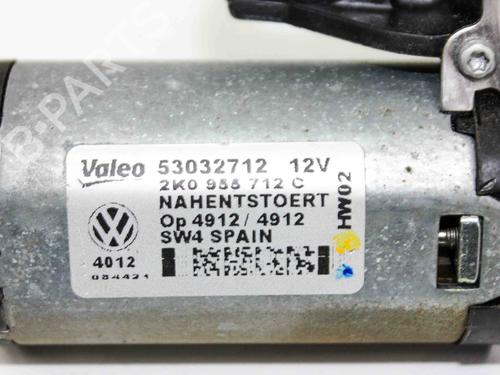 B-PARTS
Valeo 53032712 12V
2K0 955 712 C
NAHENTSTOERT
Op 4912 / 4912
SW4 SPAIN
4012
084421
HW02